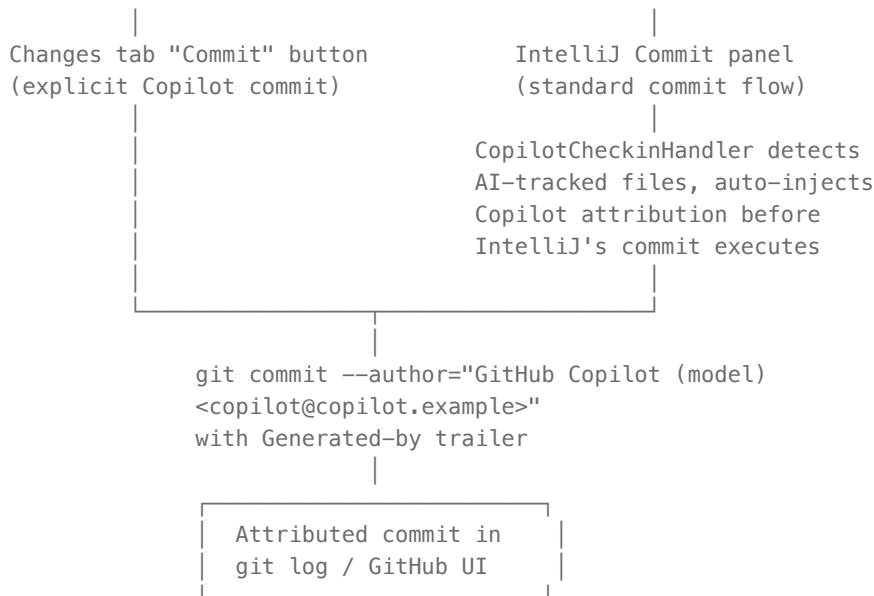 Changes tab "Commit" button
(explicit Copilot commit)
IntelliJ Commit panel
(standard commit flow)
CopilotCheckinHandler detects
AI-tracked files, auto-injects
Copilot attribution before
IntelliJ's commit executes
git commit --author="GitHub Copilot (model)
<copilot@copilot.example>"
with Generated-by trailer
Attributed commit in
git log / GitHub UI